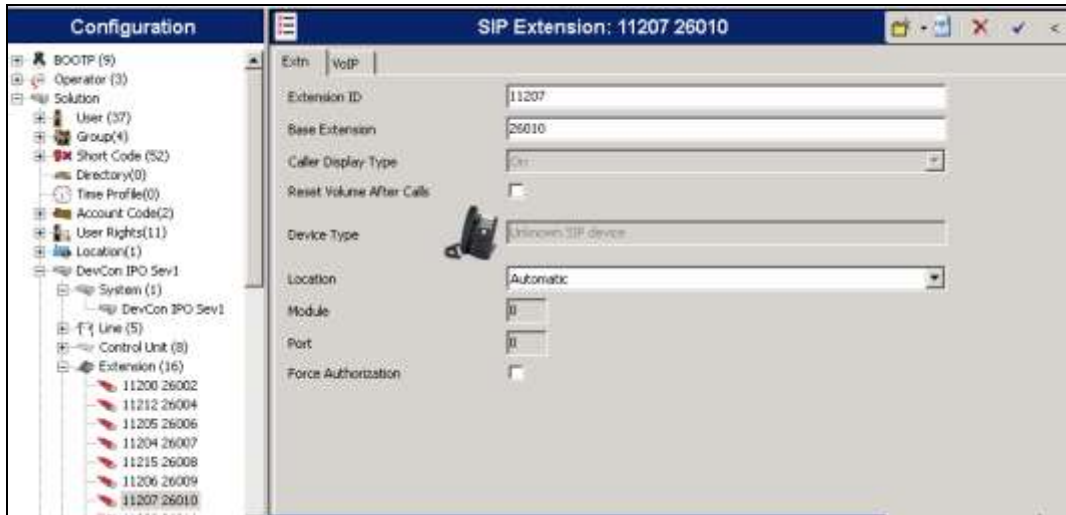 Configuration
BOOTP (9)
Operator (3)
Solution
User (37)
Group(4)
Short Code (52)
Directory(0)
Time Profile(0)
Account Code(2)
User Rights(11)
Location(1)
DevCon IPO Sev1
System (1)
DevCon IPO Sev1
Line (5)
Control Unit (8)
Extension (16)
11200 26002
11212 26004
11205 26006
11204 26007
11215 26008
11206 26009
11207 26010
SIP Extension: 11207 26010
Extn VoIP
Extension ID 11207
Base Extension 26010
Caller Display Type On
Reset Volume After Calls
Device Type Unknown SIP device
Location Automatic
Module 0
Port 0
Force Authorization